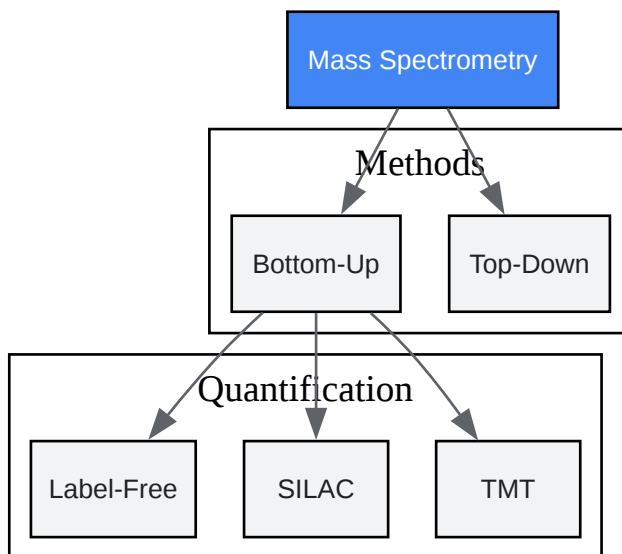 Mass Spectrometry
Methods
Bottom-Up
Top-Down
Quantification
Label-Free
SILAC
TMT